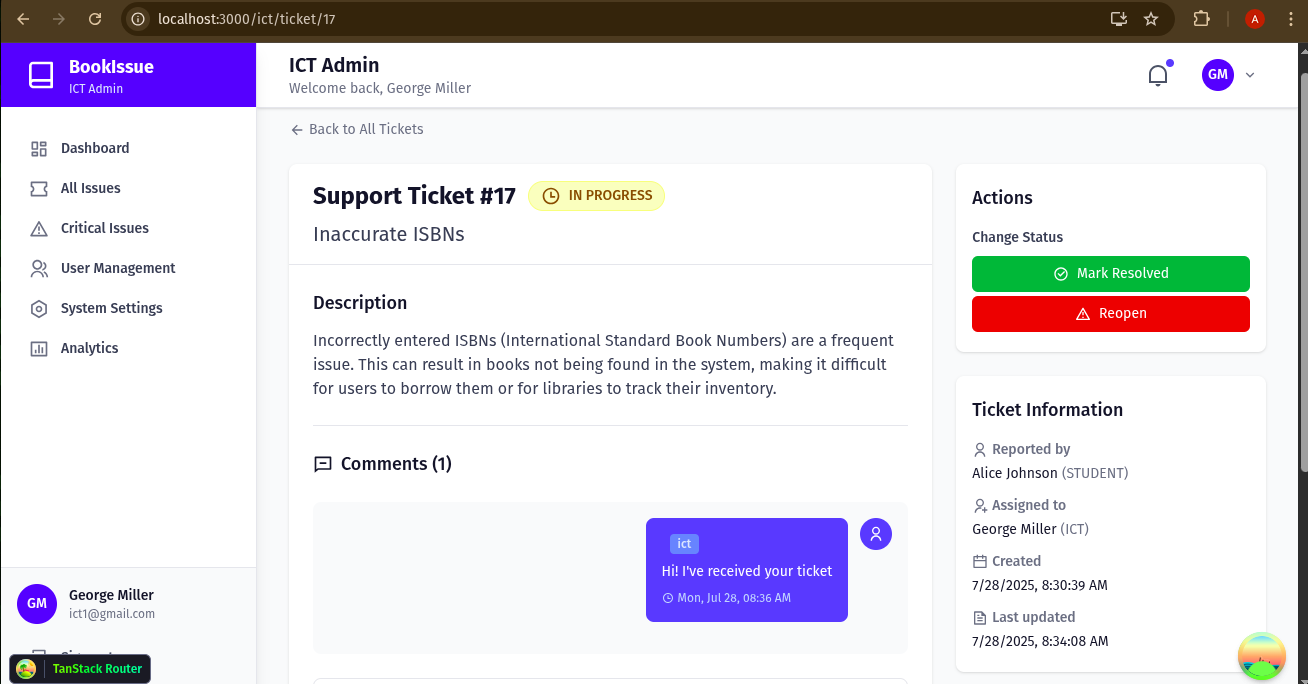 localhost:3000/ict/ticket/17
A
BookIssue
ICT Admin
ICT Admin
Welcome back, George Miller
GM
Dashboard
All Issues
Critical Issues
User Management
System Settings
Analytics
Back to All Tickets
Support Ticket #17
IN PROGRESS
Inaccurate ISBNs
Description
Incorrectly entered ISBNs (International Standard Book Numbers) are a frequent
issue. This can result in books not being found in the system, making it difficult
for users to borrow them or for libraries to track their inventory.
Comments (1)
ict
Hi! I've received your ticket
Mon, Jul 28, 08:36 AM
Actions
Change Status
Mark Resolved
Reopen
Ticket Information
Reported by
Alice Johnson (STUDENT)
Assigned to
George Miller (ICT)
Created
7/28/2025, 8:30:39 AM
Last updated
7/28/2025, 8:34:08 AM
GM
George Miller
ict1@gmail.com
TanStack Router